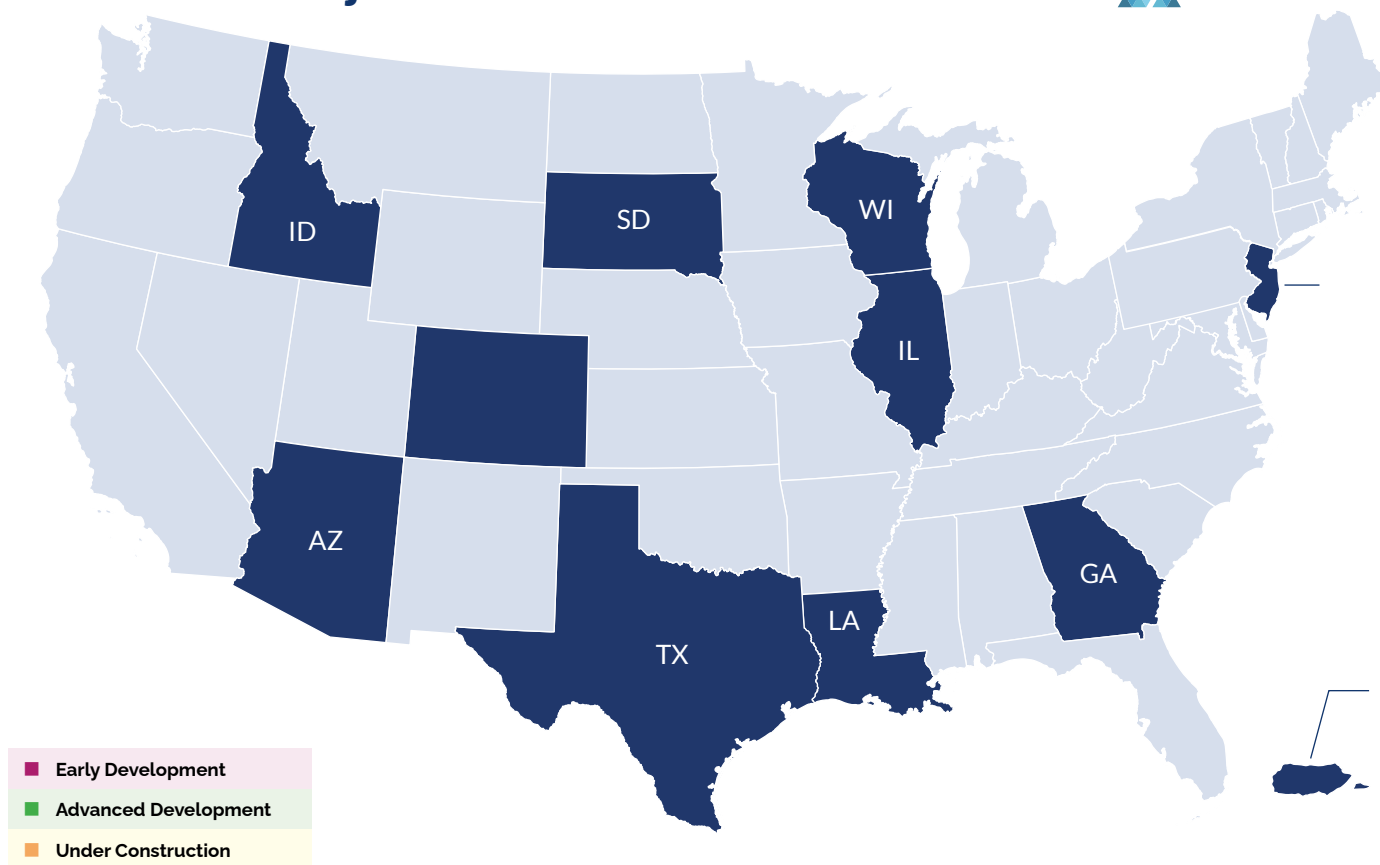 ID
SD
WI
IL
AZ
GA
LA
TX
Early Development
Advanced Development
Under Construction